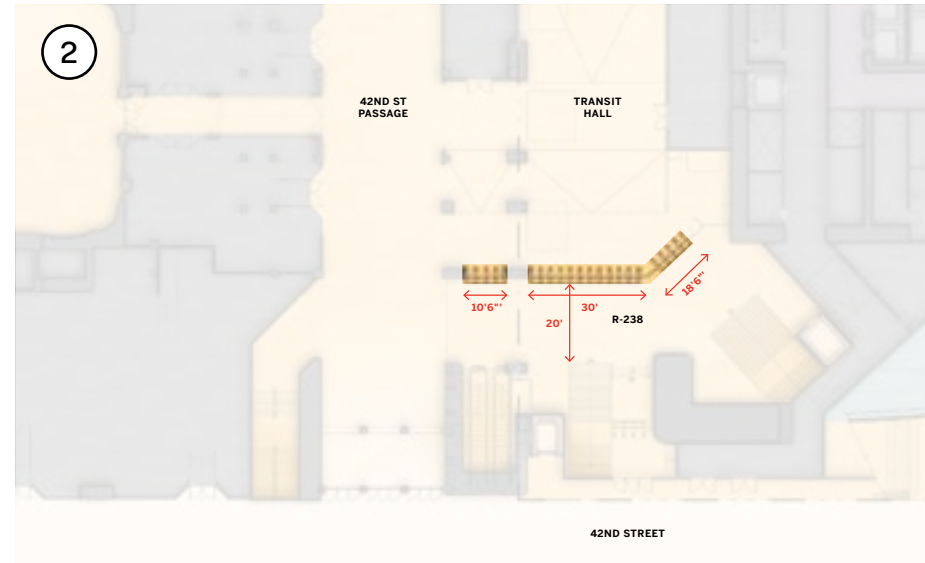 2
42ND ST
PASSAGE
TRANSIT
HALL
18'6"'
10'6"'
30'
20'
R-238
42ND STREET